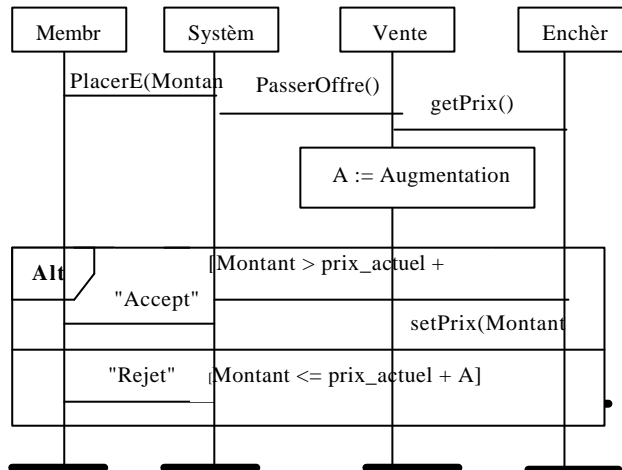 Membr
Systèm
Vente
Enchèr
PlacerE(Montan
PasserOffre()
getPrix()
A := Augmentation
Alt
[Montant > prix_actuel +
"Accept"
setPrix(Montant
"Rejet"
[Montant <= prix_actuel + A]